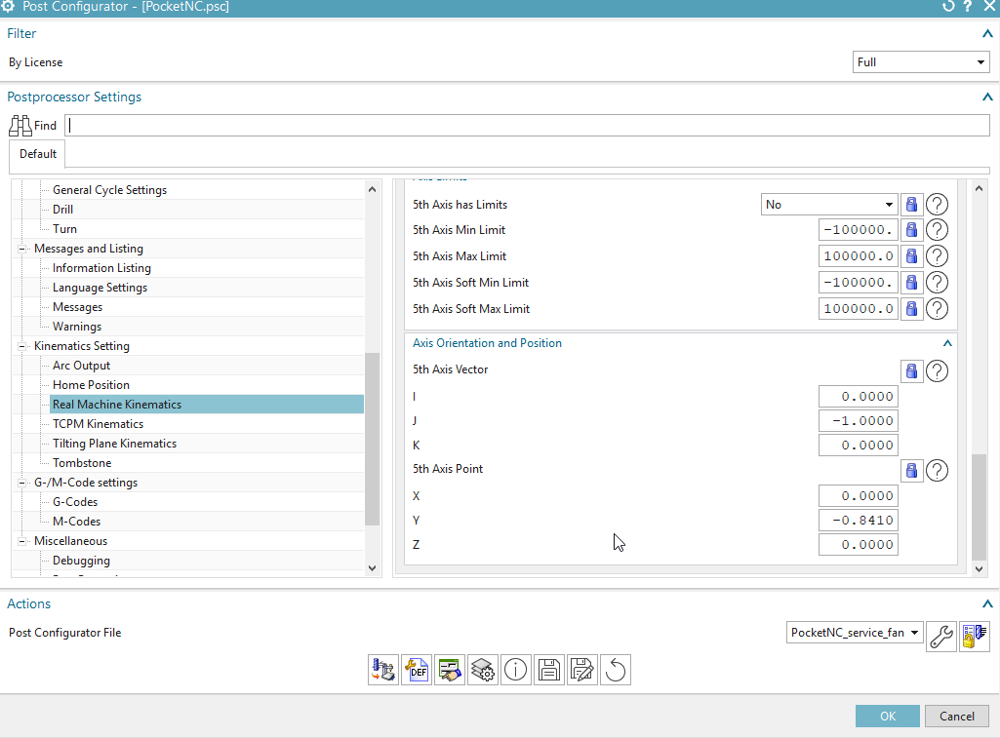 Post Configurator - [PocketNC.psc]
Filter
By License
Full
Postprocessor Settings
Find
Default
General Cycle Settings
Drill
Turn
Messages and Listing
Information Listing
Language Settings
Messages
Warnings
Kinematics Setting
Arc Output
Home Position
Real Machine Kinematics
TCPM Kinematics
Tilting Plane Kinematics
Tombstone
G-/M-Code settings
G-Codes
M-Codes
Miscellaneous
Debugging
Axis Limits
5th Axis has Limits No
5th Axis Min Limit -100000.
5th Axis Max Limit 100000.0
5th Axis Soft Min Limit -100000.
5th Axis Soft Max Limit 100000.0
Axis Orientation and Position
5th Axis Vector
I 0.0000
J -1.0000
K 0.0000
5th Axis Point
X 0.0000
Y -0.8410
Z 0.0000
Actions
Post Configurator File PocketNC_service_fan
DEF
OK Cancel